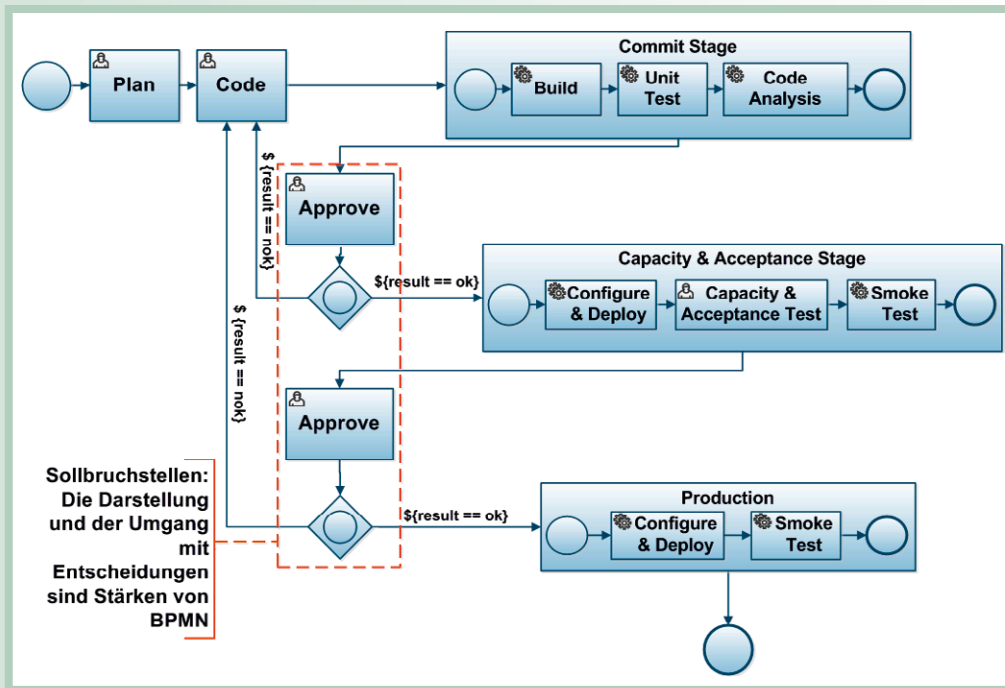 Plan
Code
Commit Stage
Build
Unit
Test
Code
Analysis
$ {result == nok}
Approve
${result == ok}
Capacity & Acceptance Stage
Configure
& Deploy
Capacity &
Acceptance Test
Smoke
Test
$ {result == nok}
Approve
${result == ok}
Production
Configure
& Deploy
Smoke
Test
Sollbruchstellen:
Die Darstellung
und der Umgang
mit
Entscheidungen
sind Stärken von
BPMN